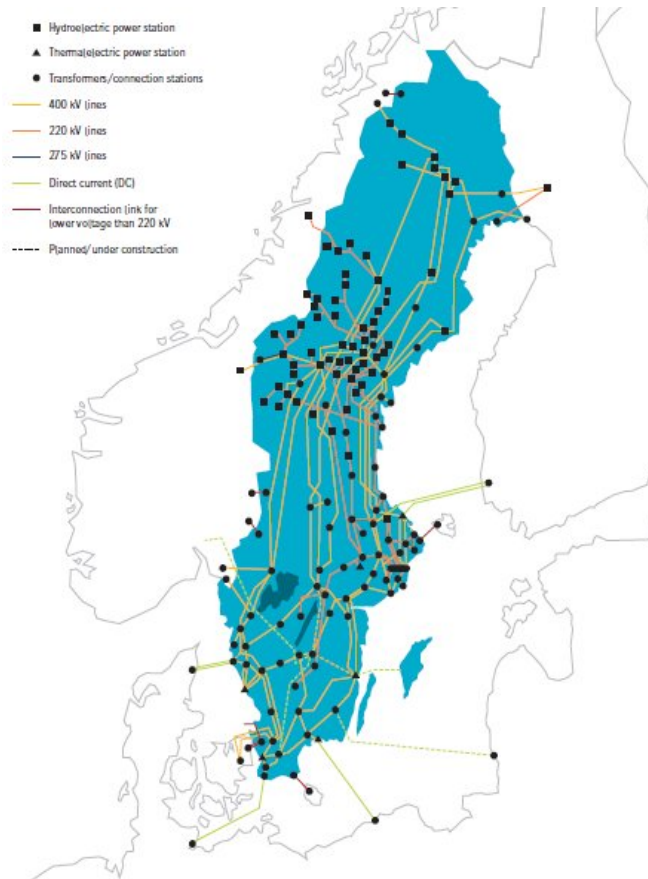 Hydroelectric power station
Thermalelectric power station
Transformers/connection stations
400 kV lines
220 kV lines
275 kV lines
Direct current (DC)
Interconnection link for
lower voltage than 220 kV
Planned/under construction